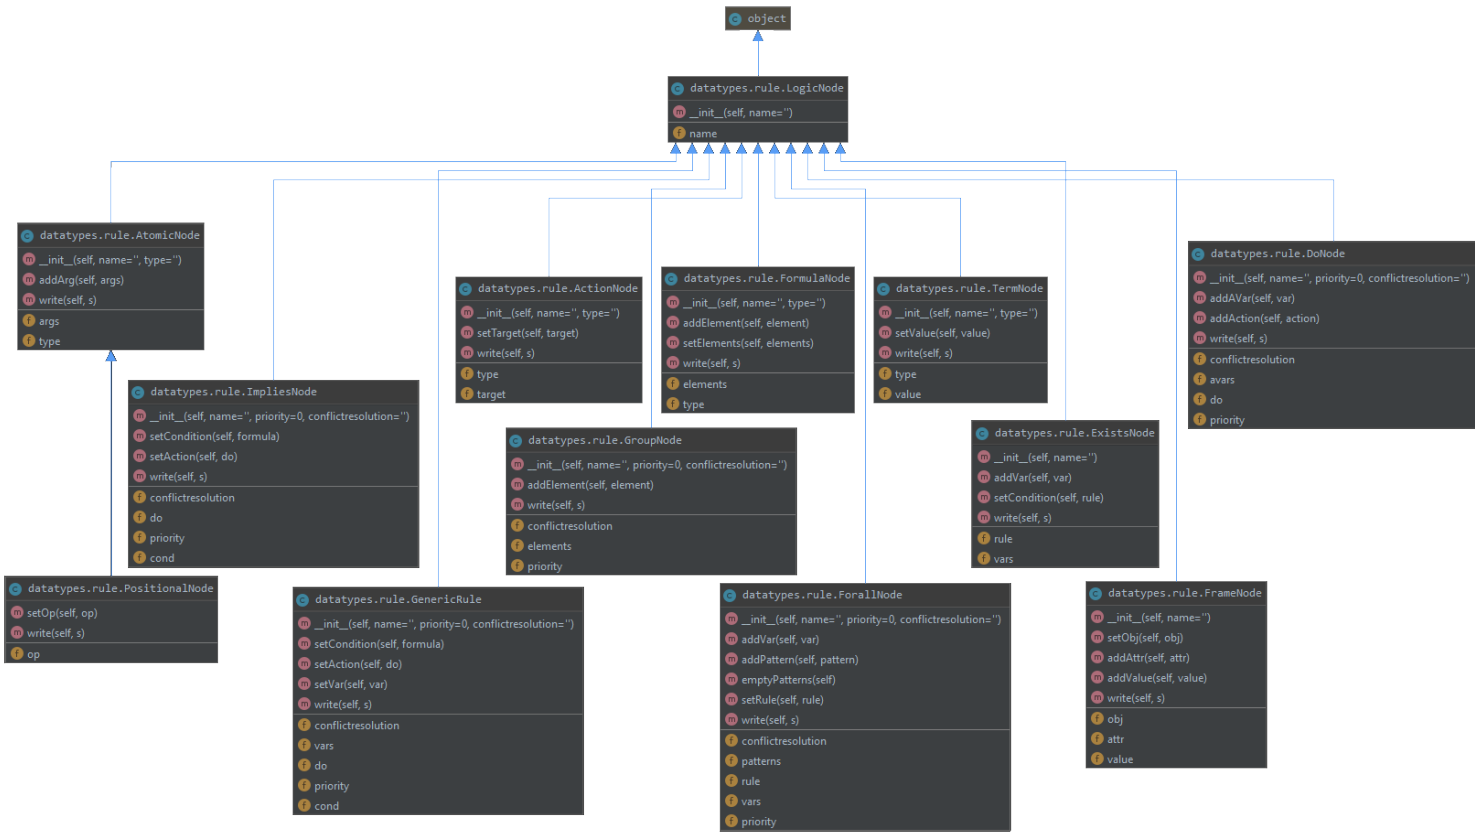 object
datatypes.rule.LogicNode
__init__(self, name='')
name
datatypes.rule.AtomicNode
__init__(self, name='', type='')
addArg(self, args)
write(self, s)
args
type
datatypes.rule.ImpliesNode
__init__(self, name='', priority=0, conflictresolution='')
setCondition(self, formula)
setAction(self, do)
write(self, s)
conflictresolution
do
priority
cond
datatypes.rule.PositionalNode
setOp(self, op)
write(self, s)
op
datatypes.rule.GenericRule
__init__(self, name='', priority=0, conflictresolution='')
setCondition(self, formula)
setAction(self, do)
setVar(self, var)
write(self, s)
conflictresolution
vars
do
priority
cond
datatypes.rule.ActionNode
__init__(self, name='', type='')
setTarget(self, target)
write(self, s)
type
target
datatypes.rule.GroupNode
__init__(self, name='', priority=0, conflictresolution='')
addElement(self, element)
write(self, s)
conflictresolution
elements
priority
datatypes.rule.FormulaNode
__init__(self, name='', type='')
addElement(self, element)
setElements(self, elements)
write(self, s)
elements
type
datatypes.rule.ForallNode
__init__(self, name='', priority=0, conflictresolution='')
addVar(self, var)
addPattern(self, pattern)
emptyPatterns(self)
setRule(self, rule)
write(self, s)
conflictresolution
patterns
rule
vars
priority
datatypes.rule.TermNode
__init__(self, name='', type='')
setValue(self, value)
write(self, s)
type
value
datatypes.rule.ExistsNode
__init__(self, name='')
addVar(self, var)
setCondition(self, rule)
write(self, s)
rule
vars
datatypes.rule.FrameNode
__init__(self, name='')
setObj(self, obj)
addAttr(self, attr)
addValue(self, value)
write(self, s)
obj
attr
value
datatypes.rule.DoNode
__init__(self, name='', priority=0, conflictresolution='')
addAVar(self, var)
addAction(self, action)
write(self, s)
conflictresolution
avars
do
priority